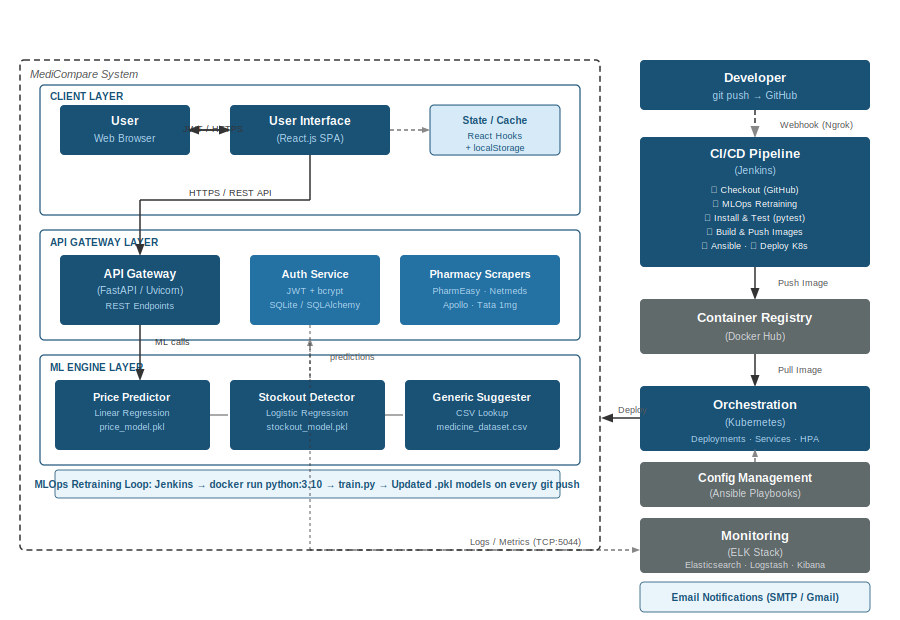 MediCompare System
CLIENT LAYER
User
Web Browser
JWT / HTTPS
User Interface
(React.js SPA)
State / Cache
React Hooks
+ localStorage
HTTPS / REST API
API GATEWAY LAYER
API Gateway
(FastAPI / Uvicorn)
REST Endpoints
Auth Service
JWT + bcrypt
SQLite / SQLAlchemy
Pharmacy Scrapers
PharmEasy · Netmeds
Apollo · Tata 1mg
ML calls
predictions
ML ENGINE LAYER
Price Predictor
Linear Regression
price_model.pkl
Stockout Detector
Logistic Regression
stockout_model.pkl
Generic Suggester
CSV Lookup
medicine_dataset.csv
MLOps Retraining Loop: Jenkins → docker run python:3.10 → train.py → Updated .pkl models on every git push
Logs / Metrics (TCP:5044)
Developer
git push → GitHub
Webhook (Ngrok)
CI/CD Pipeline
(Jenkins)
Checkout (GitHub)
MLOps Retraining
Install & Test (pytest)
Build & Push Images
Ansible · Deploy K8s
Push Image
Container Registry
(Docker Hub)
Pull Image
Deploy
Orchestration
(Kubernetes)
Deployments · Services · HPA
Config Management
(Ansible Playbooks)
Monitoring
(ELK Stack)
Elasticsearch · Logstash · Kibana
Email Notifications (SMTP / Gmail)